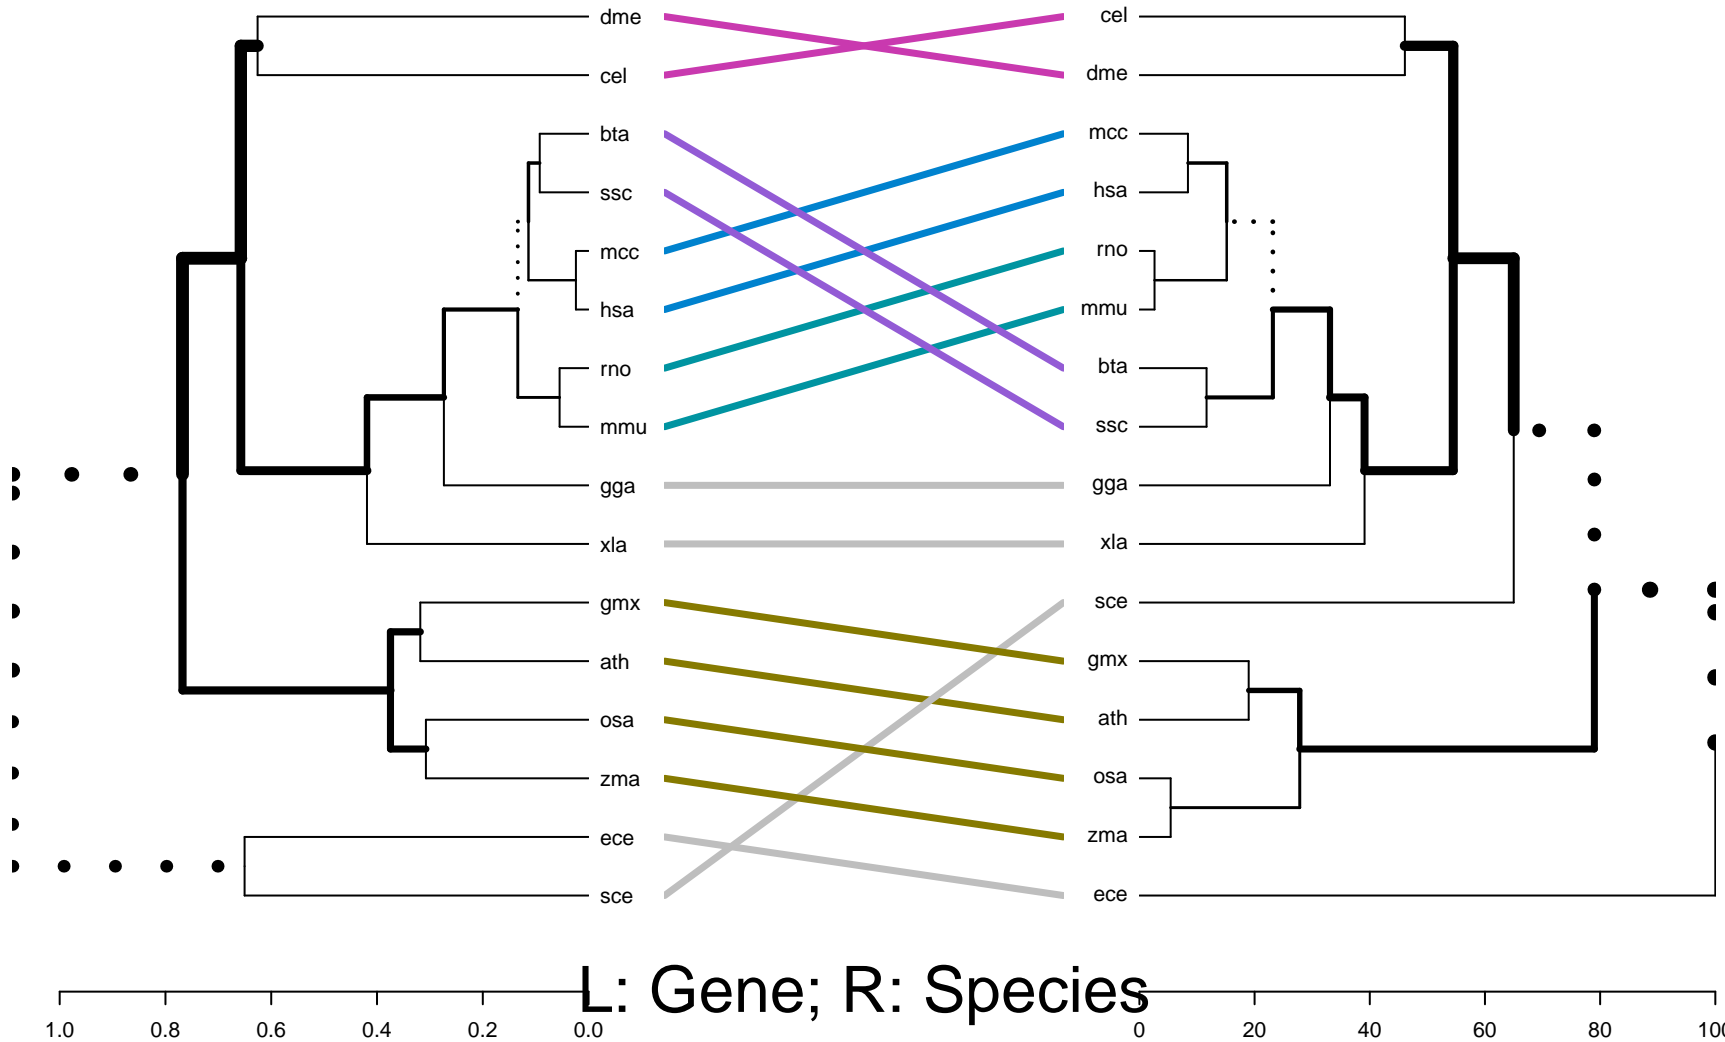 dme cel
cel dme
bta mcc
ssc hsa
mcc rno
hsa mmu
rno bta
mmu ssc
gga gga
xla xla
gmx sce
ath gmx
osa ath
zma osa
ece zma
sce ece
L: Gene; R: Species
1.0 0.8 0.6 0.4 0.2 0.0 0 20 40 60 80 100